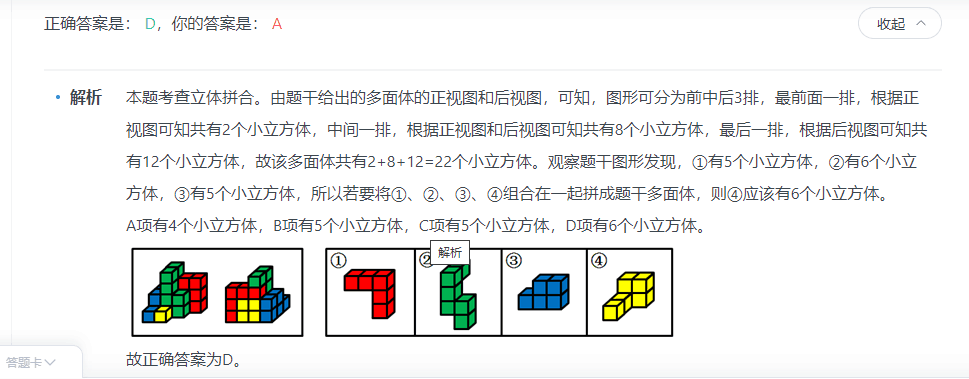 正确答案是： D，你的答案是： A
收起
解析 本题考查立体拼合。由题干给出的多面体的正视图和后视图，可知，图形可分为前中后3排，最前面一排，根据正
视图可知共有2个小立方体，中间一排，根据正视图和后视图可知共有8个小立方体，最后一排，根据后视图可知共
有12个小立方体，故该多面体共有2+8+12=22个小立方体。观察题干图形发现，①有5个小立方体，②有6个小立
方体，③有5个小立方体，所以若要将①、②、③、④组合在一起拼成题干多面体，则④应该有6个小立方体。
A项有4个小立方体，B项有5个小立方体，C项有5个小立方体，D项有6个小立方体。
解析
① ② ③ ④
故正确答案为D。
答题卡